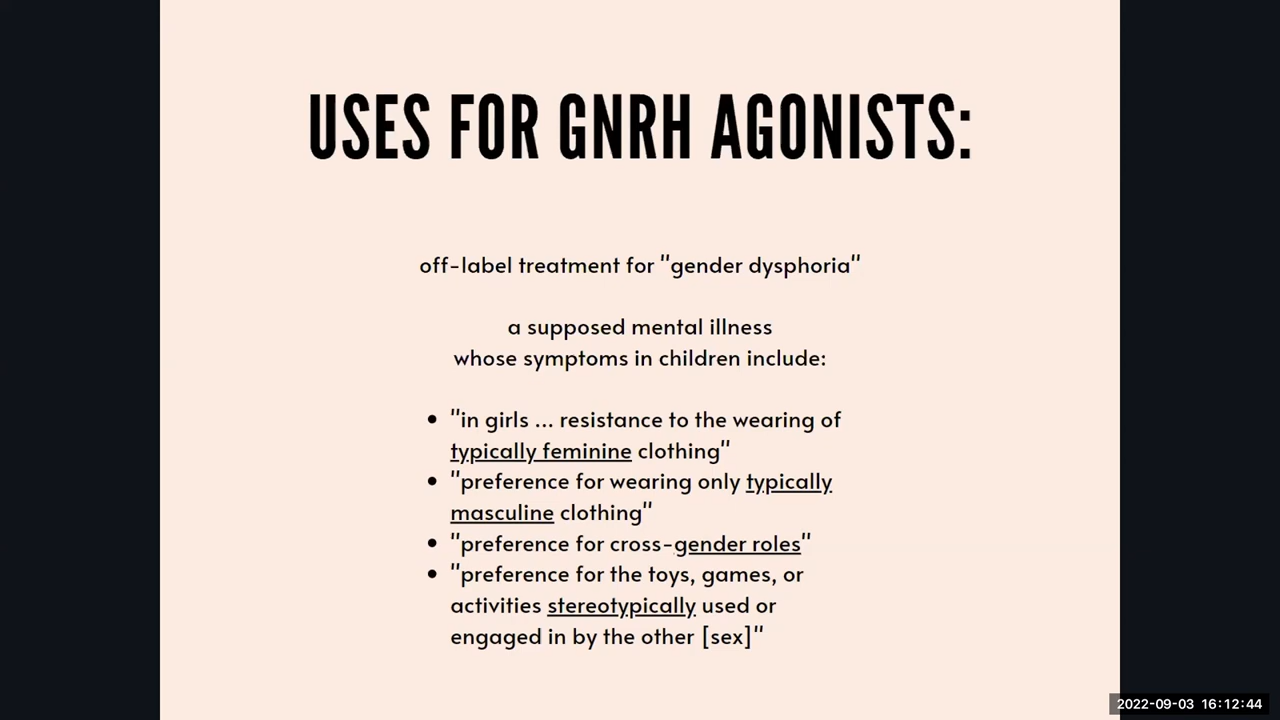 USES FOR GNRH AGONISTS:
off-label treatment for "gender dysphoria"
a supposed mental illness
whose symptoms in children include:
• "in girls ... resistance to the wearing of
typically feminine clothing"
• "preference for wearing only typically
masculine clothing"
• "preference for cross-gender roles"
• "preference for the toys, games, or
activities stereotypically used or
engaged in by the other [sex]"
2022-09-03 16:12:44